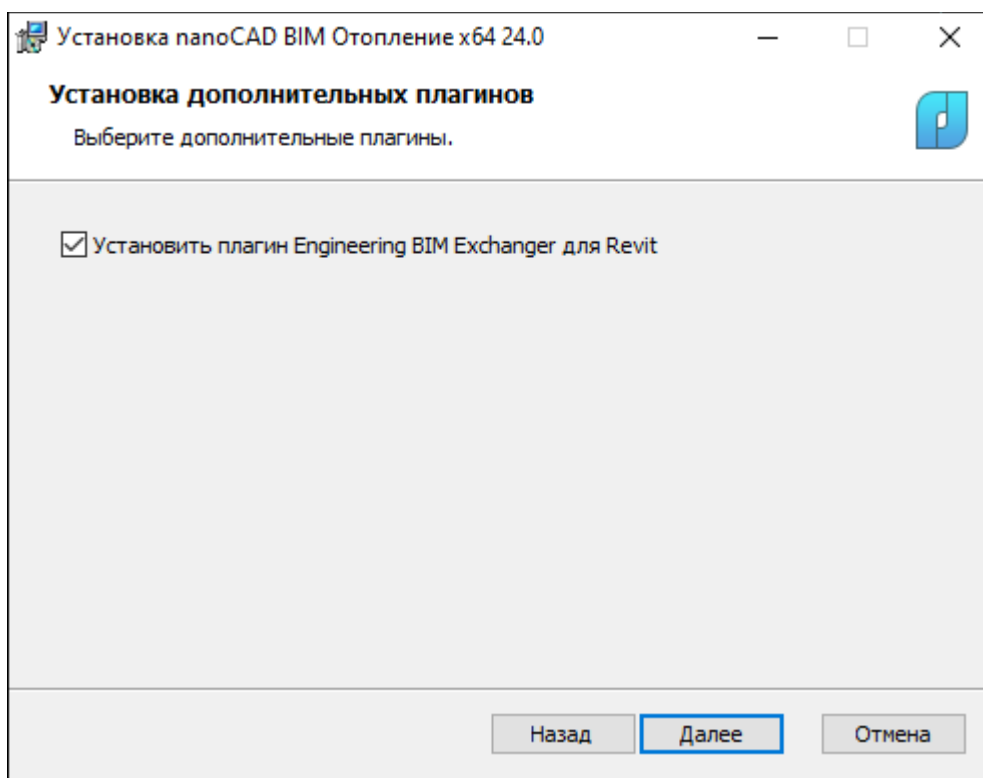 Установка nanoCAD BIM Отопление x64 24.0
Установка дополнительных плагинов
Выберите дополнительные плагины.
Установить плагин Engineering BIM Exchanger для Revit
Назад Далее Отмена